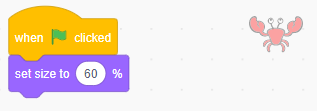 when clicked
set size to 60 %